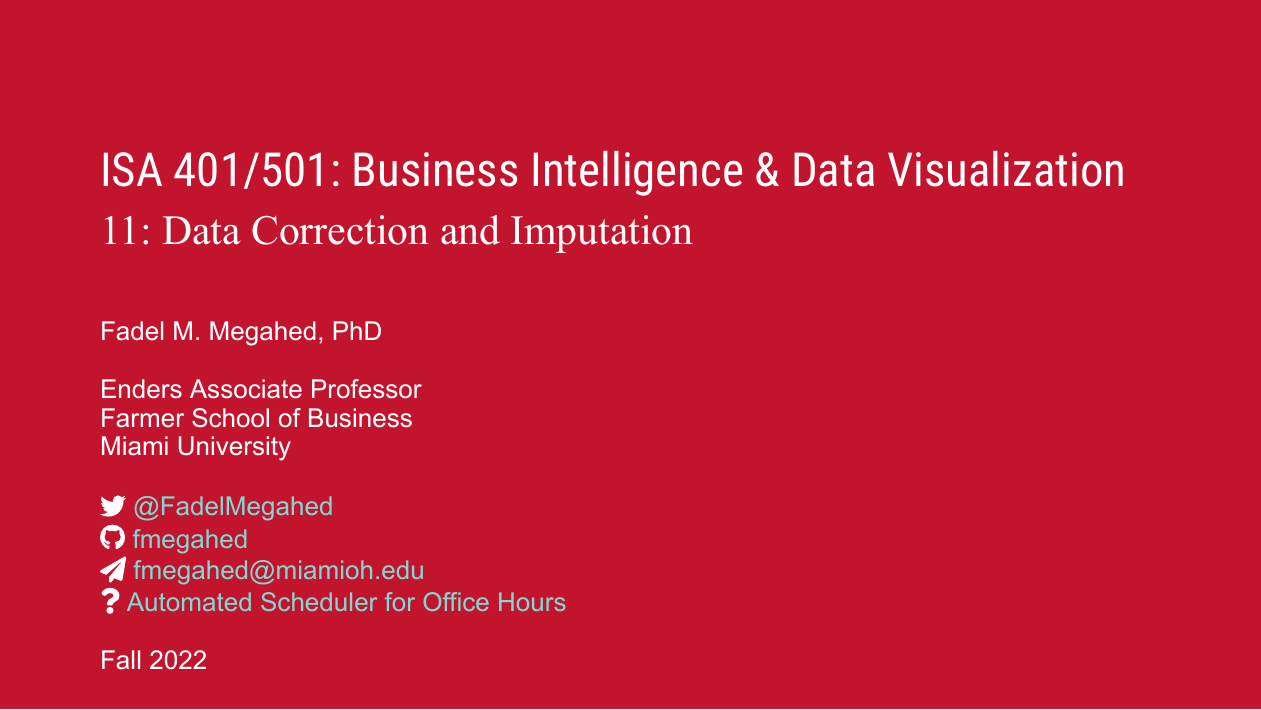 ISA 401/501: Business Intelligence & Data Visualization
11: Data Correction and Imputation
Fadel M. Megahed, PhD
Enders Associate Professor
Farmer School of Business
Miami University
@FadelMegahed
fmegahed
fmegahed@miamioh.edu
? Automated Scheduler for Office Hours
Fall 2022